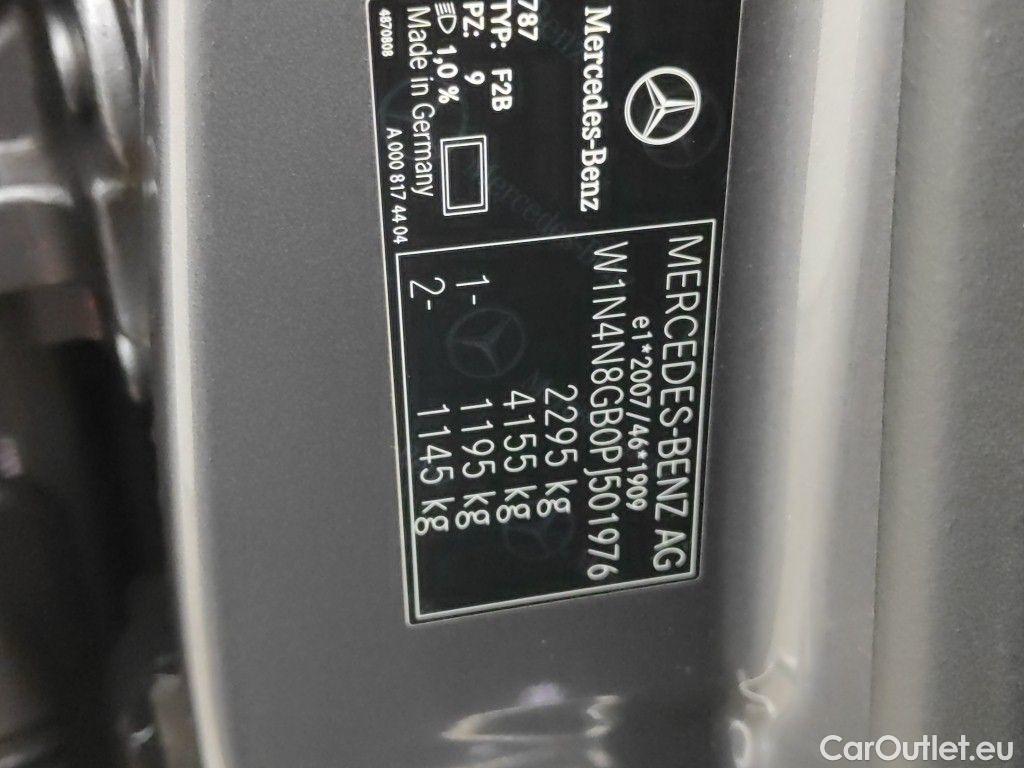 Mercedes-Benz
787
TYP: F2B
PZ: 9
1,0 %
Made in Germany
4870808
A 000 817 44 04
MERCEDES-BENZ AG
e1*2007/46*1909
W1N4N8GB0PJ501976
2295 kg
4155 kg
1- 1195 kg
2- 1145 kg
CarOutlet.eu